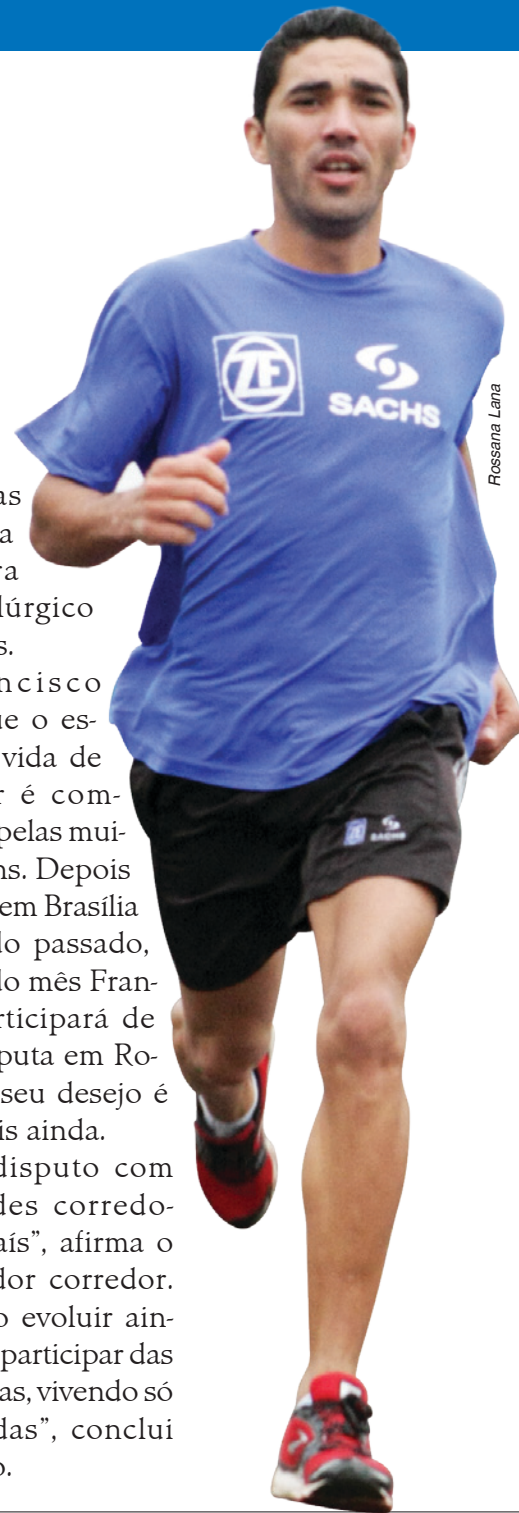 ZF
SACHS
Rossana Lana
ZF
SACHS
as
a
ra
lúrgico
s.
ncisco
ue o es-
vida de
r é com-
pelas mui-
ns. Depois
em Brasília
do passado,
do mês Fran-
rticipará de
puta em Ro-
seu desejo é
is ainda.
disputo com
des corredo-
aís”, afirma o
dor corredor.
o evoluir ain-
participar das
as, vivendo só
das”, conclui
o.